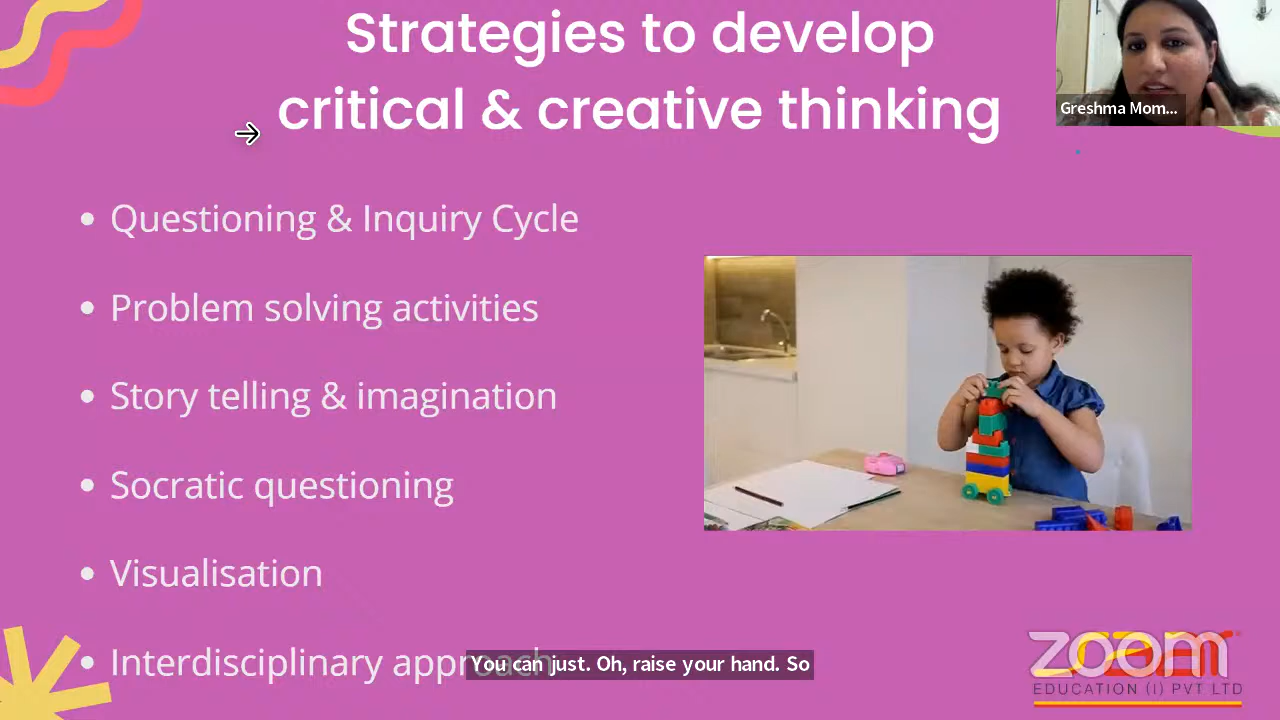 Strategies to develop
critical & creative thinking
Greshma Mom...
Questioning & Inquiry Cycle
Problem solving activities
Story telling & imagination
Socratic questioning
Visualisation
Interdisciplinary approach
You can just. Oh, raise your hand. So
zoom
EDUCATION (I) PVT LTD